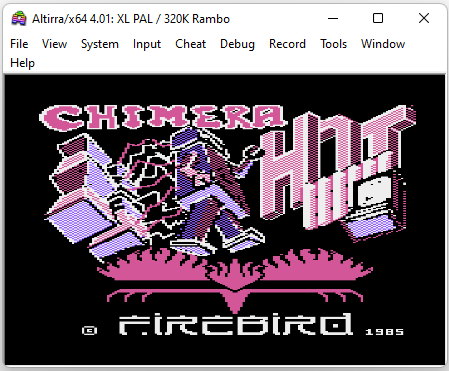 Altirra/x64 4.01: XL PAL / 320K Rambo
File View System Input Cheat Debug Record Tools Window
Help
CHIMERA
HOT
© FIREBIRD 1985